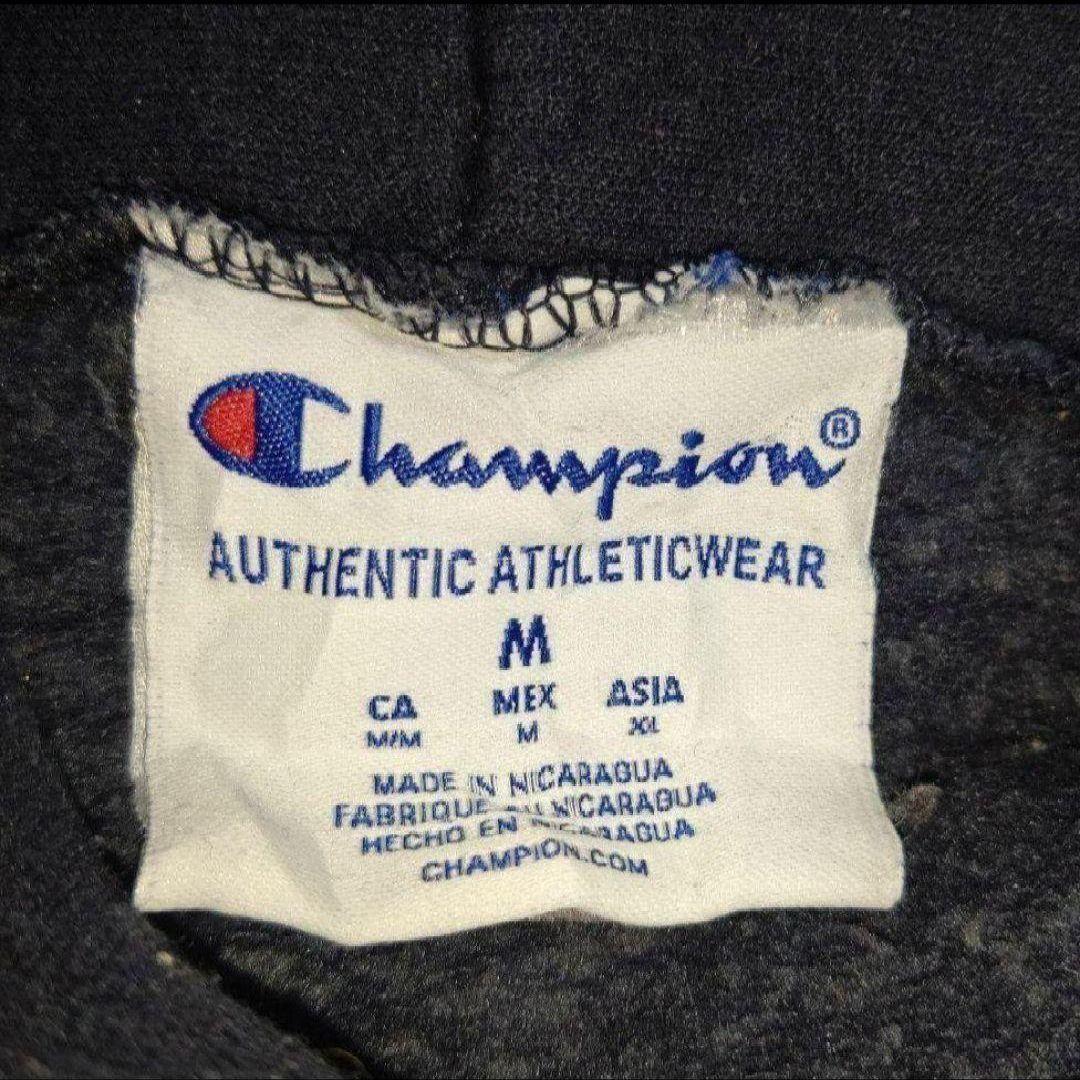 Champion®
AUTHENTIC ATHLETICWEAR
M
CA MEX ASIA
M/M M XL
MADE IN NICARAGUA
FABRIQUE AU NICARAGUA
HECHO EN NICARAGUA
CHAMPION.COM